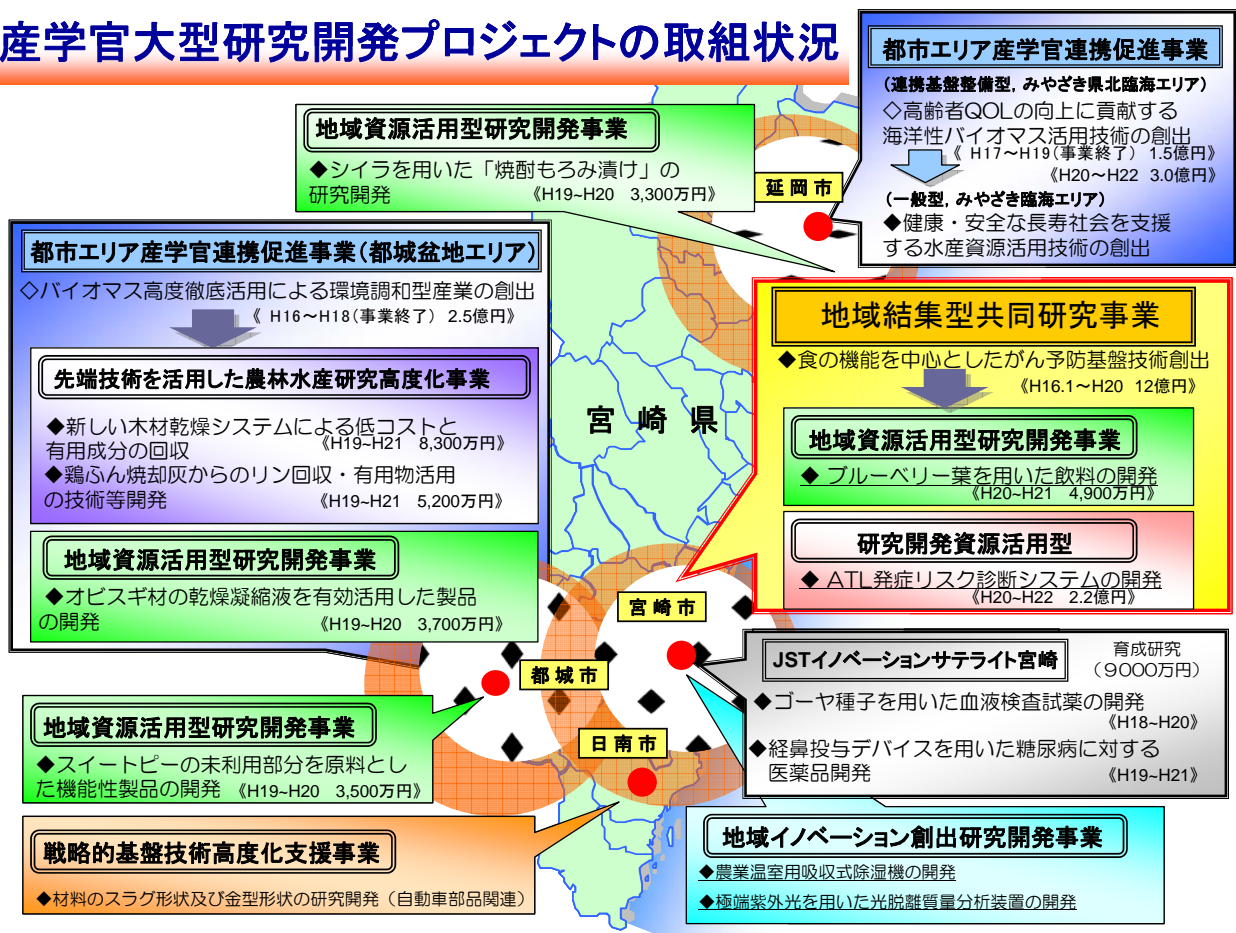 産学官大型研究開発プロジェクトの取組状況
都市エリア産学官連携促進事業
(連携基盤整備型, みやざき県北臨海エリア)
◇高齢者QOLの向上に貢献する
海洋性バイオマス活用技術の創出
《 H17～H19(事業終了) 1.5億円》
《H20～H22 3.0億円》
(一般型, みやざき臨海エリア)
◆健康・安全な長寿社会を支援
する水産資源活用技術の創出
地域資源活用型研究開発事業
◆シイラを用いた「焼酎もろみ漬け」の
研究開発 《H19~H20 3,300万円》
延岡市
都市エリア産学官連携促進事業(都城盆地エリア)
◇バイオマス高度徹底活用による環境調和型産業の創出
《 H16～H18(事業終了) 2.5億円》
先端技術を活用した農林水産研究高度化事業
◆新しい木材乾燥システムによる低コストと
有用成分の回収 《H19~H21 8,300万円》
◆鶏ふん焼却灰からのリン回収・有用物活用
の技術等開発 《H19~H21 5,200万円》
地域資源活用型研究開発事業
◆オビスギ材の乾燥凝縮液を有効活用した製品
の開発 《H19~H20 3,700万円》
宮崎県
地域結集型共同研究事業
◆食の機能を中心としたがん予防基盤技術創出
《H16.1～H20 12億円》
地域資源活用型研究開発事業
◆ ブルーベリー葉を用いた飲料の開発
《H20~H21 4,900万円》
研究開発資源活用型
◆ ATL発症リスク診断システムの開発
《H20~H22 2.2億円》
宮崎市
都城市
日南市
JSTイノベーションサテライト宮崎
育成研究
(9000万円)
◆ゴーヤ種子を用いた血液検査試薬の開発
《H18~H20》
◆経鼻投与デバイスを用いた糖尿病に対する
医薬品開発 《H19~H21》
地域資源活用型研究開発事業
◆スイートピーの未利用部分を原料とし
た機能性製品の開発 《H19~H20 3,500万円》
戦略的基盤技術高度化支援事業
◆材料のスラグ形状及び金型形状の研究開発(自動車部品関連)
地域イノベーション創出研究開発事業
◆農業温室用吸収式除湿機の開発
◆極端紫外光を用いた光脱離質量分析装置の開発